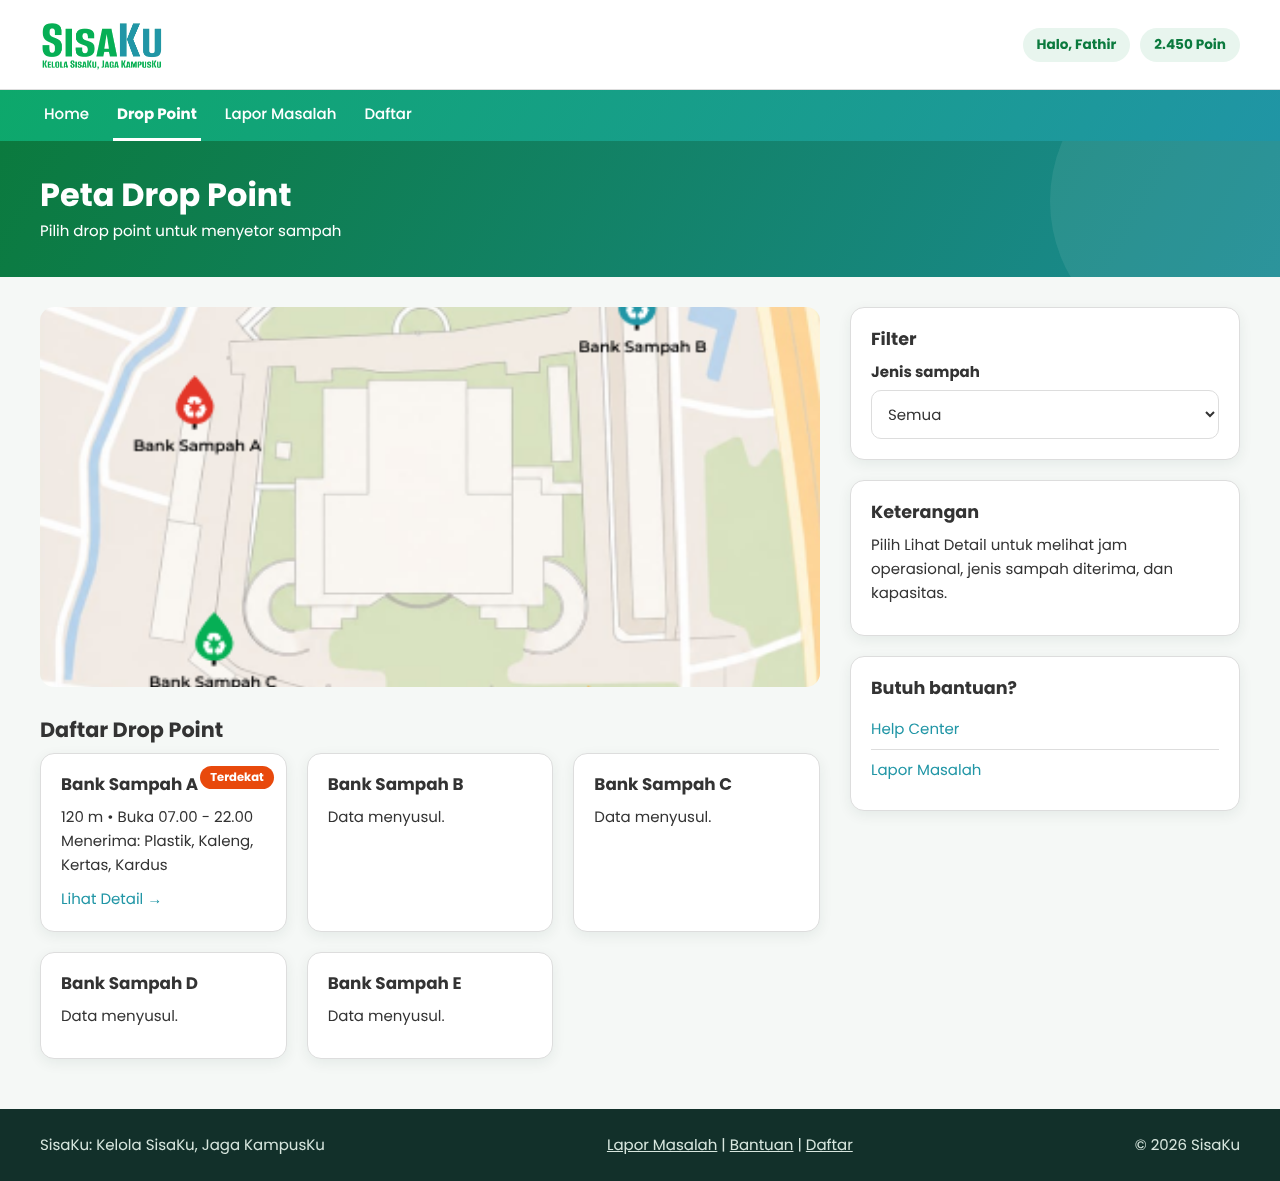 SisaKu
Kelola SisaKu, Jaga KampusKu
Halo, Fathir
2.450 Poin
Home
Drop Point
Lapor Masalah
Daftar
Peta Drop Point
Pilih drop point untuk menyetor sampah
Bank Sampah B
Bank Sampah A
Bank Sampah C
Filter
Jenis sampah
Semua
Keterangan
Pilih Lihat Detail untuk melihat jam
operasional, jenis sampah diterima, dan
kapasitas.
Butuh bantuan?
Help Center
Lapor Masalah
Daftar Drop Point
Bank Sampah A
Terdekat
120 m • Buka 07.00 - 22.00
Menerima: Plastik, Kaleng,
Kertas, Kardus
Lihat Detail →
Bank Sampah B
Data menyusul.
Bank Sampah C
Data menyusul.
Bank Sampah D
Data menyusul.
Bank Sampah E
Data menyusul.
SisaKu: Kelola SisaKu, Jaga KampusKu
Lapor Masalah | Bantuan | Daftar
© 2026 SisaKu